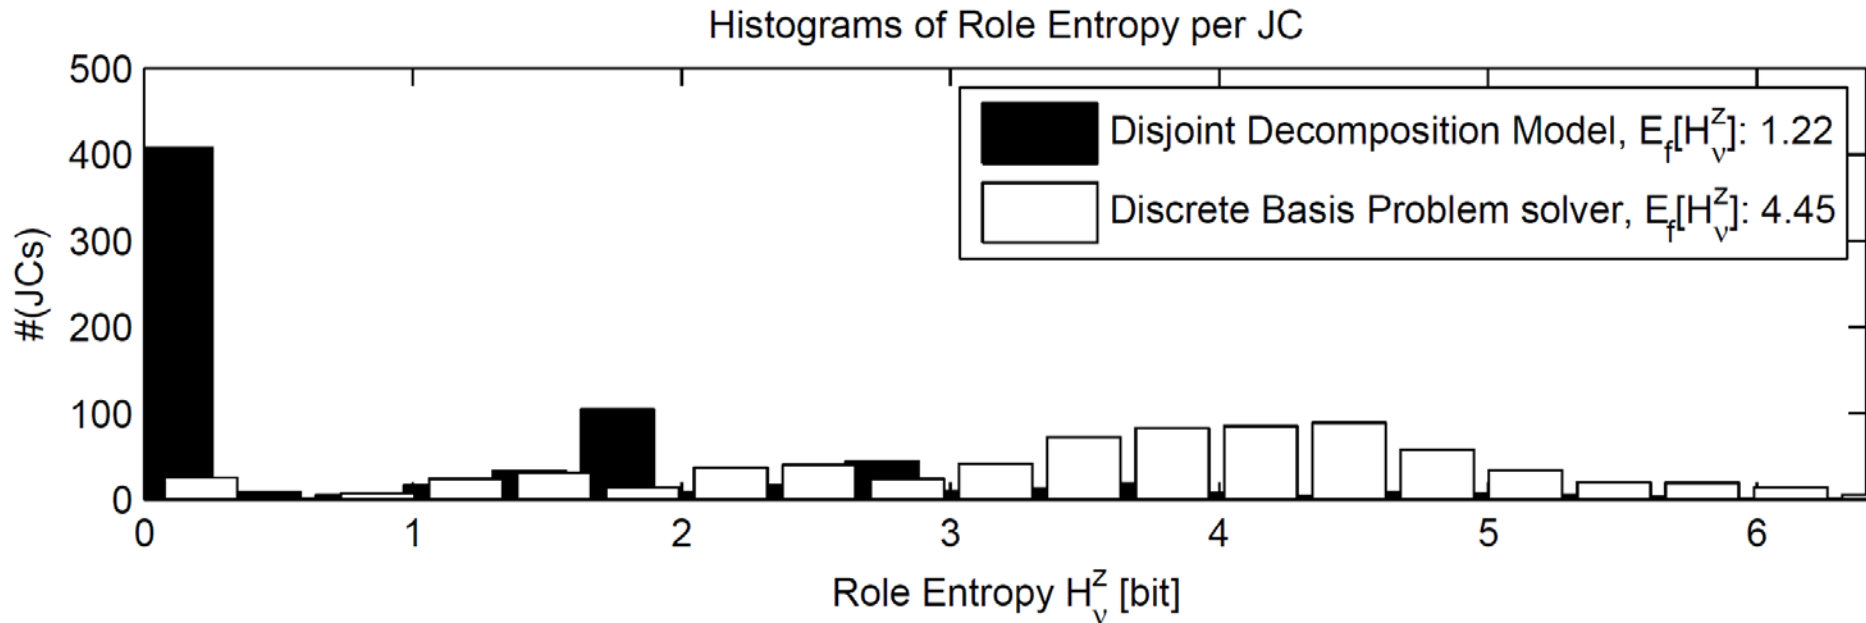 Histograms of Role Entropy per JC
500
400
300
200
100
0
#(JCs)
Disjoint Decomposition Model, E_f[H_ν^z]: 1.22
Discrete Basis Problem solver, E_f[H_ν^z]: 4.45
0 1 2 3 4 5 6
Role Entropy H_ν^z [bit]